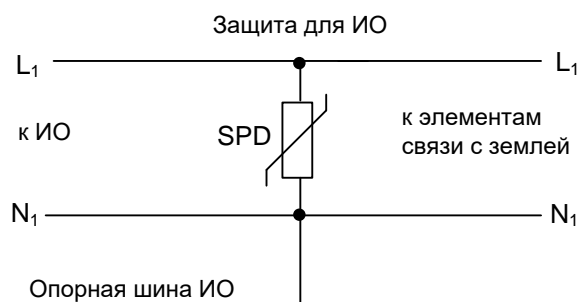 Защита для ИО
L₁
L₁
к ИО
SPD
к элементам
связи с землей
N₁
N₁
Опорная шина ИО